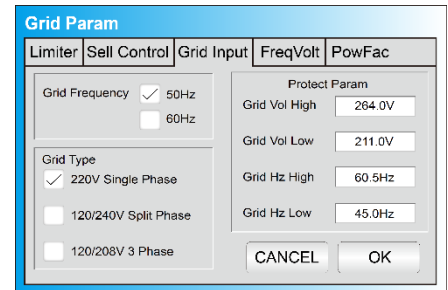 Grid Param
Limiter Sell Control Grid Input FreqVolt PowFac
Grid Frequency 50Hz
60Hz
Grid Type
220V Single Phase
120/240V Split Phase
120/208V 3 Phase
Protect Param
Grid Vol High 264.0V
Grid Vol Low 211.0V
Grid Hz High 60.5Hz
Grid Hz Low 45.0Hz
CANCEL OK